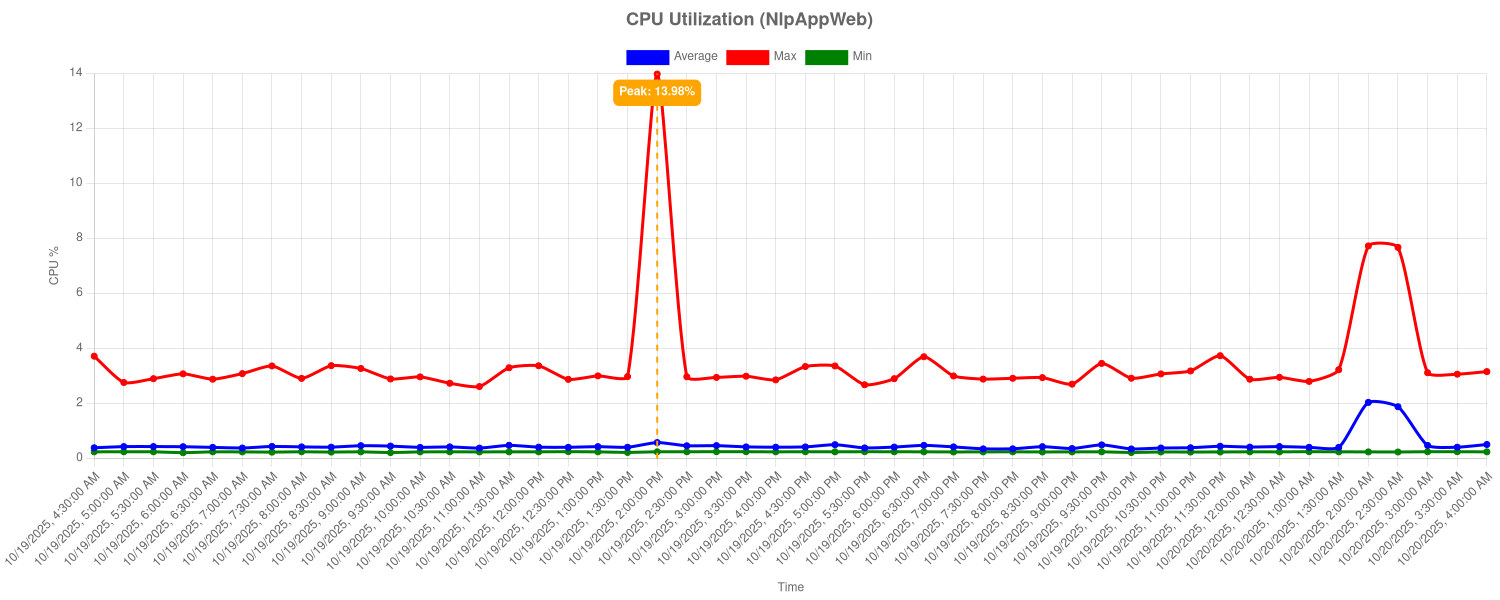 CPU Utilization (NlpAppWeb)
Average Max Min
14
Peak: 13.98%
12
10
8
CPU %
6
4
2
0
10/19/2025, 4:30:00 AM
10/19/2025, 5:00:00 AM
10/19/2025, 5:30:00 AM
10/19/2025, 6:00:00 AM
10/19/2025, 6:30:00 AM
10/19/2025, 7:00:00 AM
10/19/2025, 7:30:00 AM
10/19/2025, 8:00:00 AM
10/19/2025, 8:30:00 AM
10/19/2025, 9:00:00 AM
10/19/2025, 9:30:00 AM
10/19/2025, 10:00:00 AM
10/19/2025, 10:30:00 AM
10/19/2025, 11:00:00 AM
10/19/2025, 11:30:00 AM
10/19/2025, 12:00:00 PM
10/19/2025, 12:30:00 PM
10/19/2025, 1:00:00 PM
10/19/2025, 1:30:00 PM
10/19/2025, 2:00:00 PM
10/19/2025, 2:30:00 PM
10/19/2025, 3:00:00 PM
10/19/2025, 3:30:00 PM
10/19/2025, 4:00:00 PM
10/19/2025, 4:30:00 PM
10/19/2025, 5:00:00 PM
10/19/2025, 5:30:00 PM
10/19/2025, 6:00:00 PM
10/19/2025, 6:30:00 PM
10/19/2025, 7:00:00 PM
10/19/2025, 7:30:00 PM
10/19/2025, 8:00:00 PM
10/19/2025, 8:30:00 PM
10/19/2025, 9:00:00 PM
10/19/2025, 9:30:00 PM
10/19/2025, 10:00:00 PM
10/19/2025, 10:30:00 PM
10/19/2025, 11:00:00 PM
10/19/2025, 11:30:00 PM
10/20/2025, 12:00:00 AM
10/20/2025, 12:30:00 AM
10/20/2025, 1:00:00 AM
10/20/2025, 1:30:00 AM
10/20/2025, 2:00:00 AM
10/20/2025, 2:30:00 AM
10/20/2025, 3:00:00 AM
10/20/2025, 3:30:00 AM
10/20/2025, 4:00:00 AM
Time